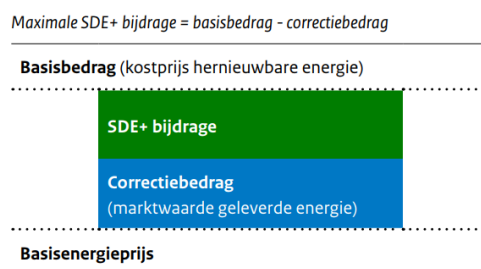 Maximale SDE+ bijdrage = basisbedrag - correctiebedrag
Basisbedrag (kostprijs hernieuwbare energie)
SDE+ bijdrage
Correctiebedrag
(marktwaarde geleverde energie)
Basisenergieprijs